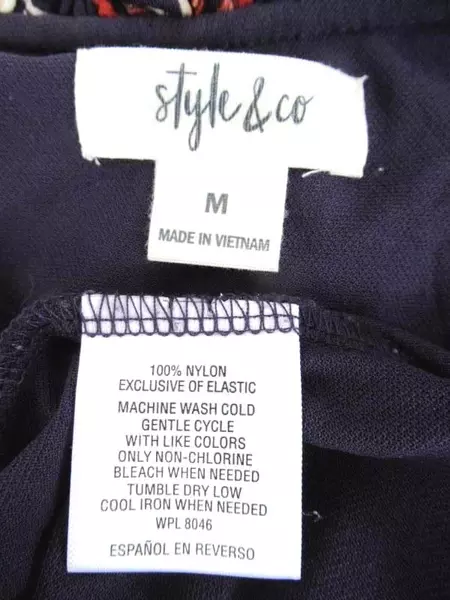 style & co
M
MADE IN VIETNAM
100% NYLON
EXCLUSIVE OF ELASTIC
MACHINE WASH COLD
GENTLE CYCLE
WITH LIKE COLORS
ONLY NON-CHLORINE
BLEACH WHEN NEEDED
TUMBLE DRY LOW
COOL IRON WHEN NEEDED
WPL 8046
ESPAÑOL EN REVERSO